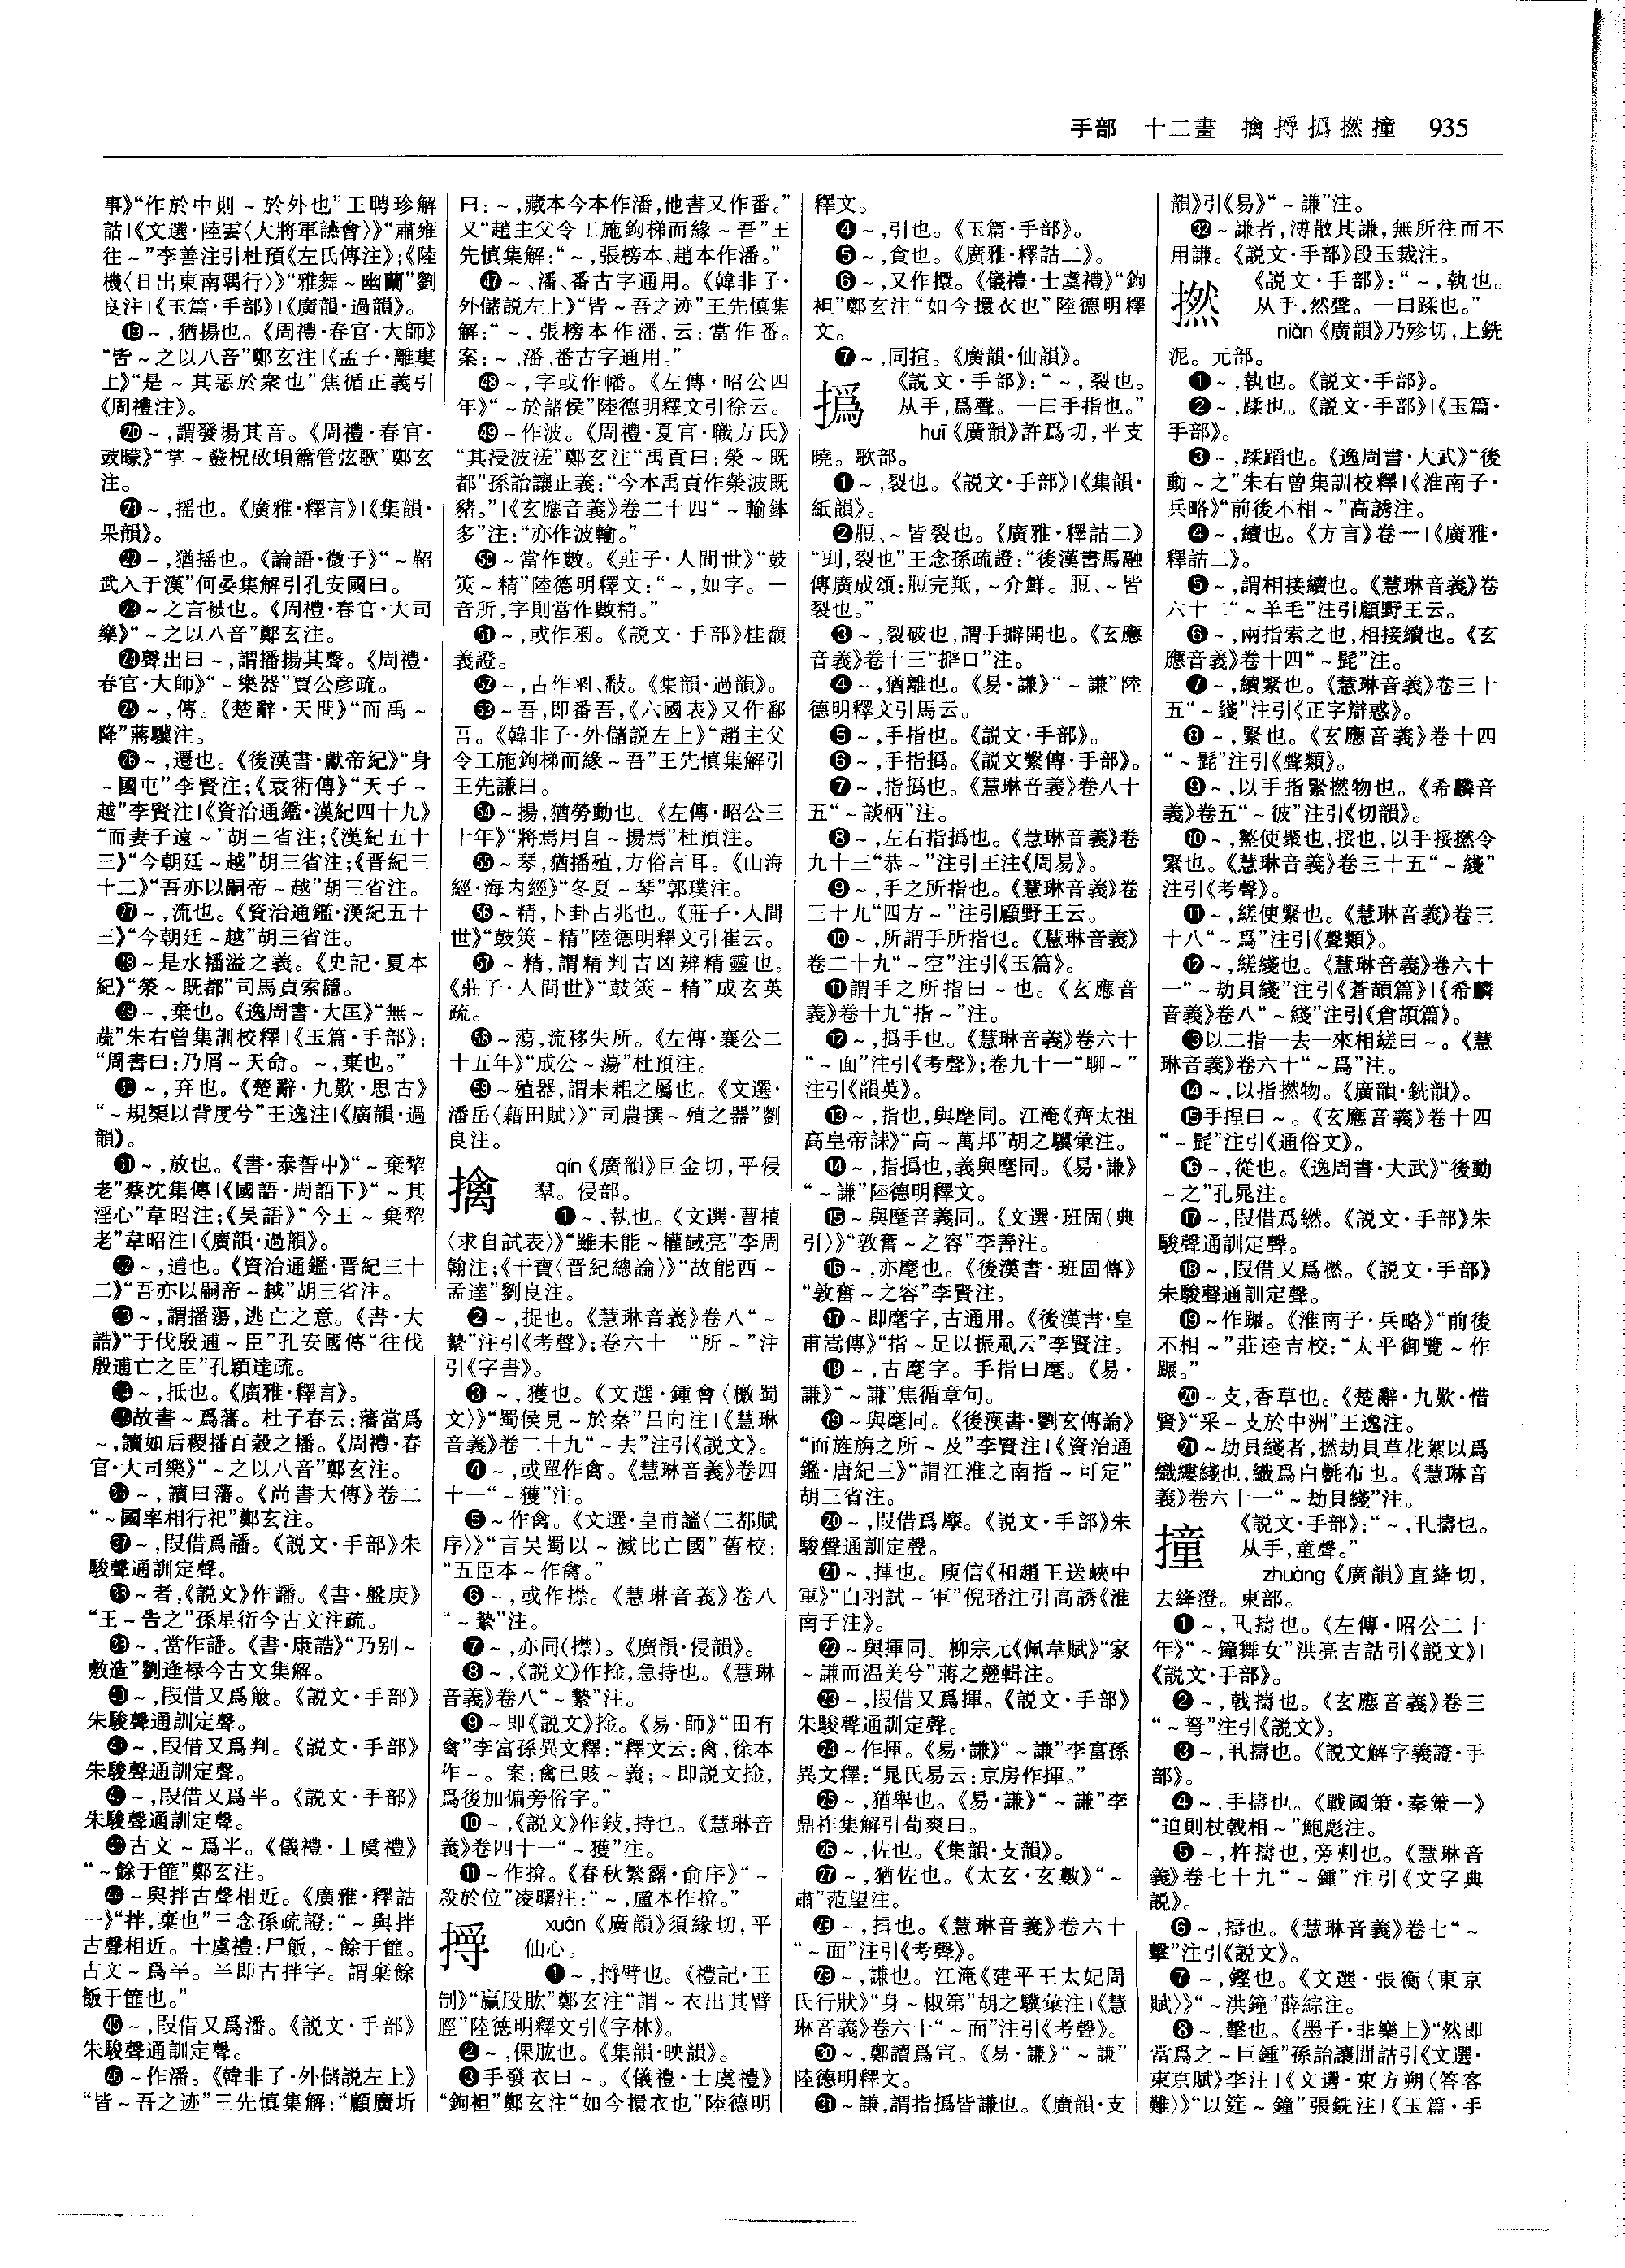 手部　十二畫　擒揟撝撚撞　935
事》“作於中則～於外也”王聘珍解
詁|《文選·陸雲〈大將軍讌會〉》“肅雍
往～”李善注引杜預《左氏傳注》；《陸
機〈日出東南隅行〉》“雅舞～幽蘭”劉
良注|《玉篇·手部》|《廣韻·過韻》。
⑲～，猶揚也。《周禮·春官·大師》
“皆～之以八音”鄭玄注|《孟子·離婁
上》“是～其惡於衆也”焦循正義引
《周禮注》。
⑳～，謂發揚其音。《周禮·春官·
鼓矇》“掌～鼗柷敔塤簫管弦歌”鄭玄
注。
㉑～，摇也。《廣雅·釋言》|《集韻·
果韻》。
㉒～，猶摇也。《論語·微子》“～鞀
武入于漢”何晏集解引孔安國曰。
㉓～之言被也。《周禮·春官·大司
樂》“～之以八音”鄭玄注。
㉔聲出曰～，謂播揚其聲。《周禮·
春官·大師》“～樂器”賈公彦疏。
㉕～，傳。《楚辭·天問》“而禹～
降”蔣驥注。
㉖～，遷也。《後漢書·獻帝紀》“身
～國屯”李賢注；《袁術傳》“天子～
越”李賢注|《資治通鑑·漢紀四十九》
“而妻子遠～”胡三省注；《漢紀五十
三》“今朝廷～越”胡三省注；《晋紀三
十二》“吾亦以嗣帝～越”胡三省注。
㉗～，流也。《資治通鑑·漢紀五十
三》“今朝廷～越”胡三省注。
㉘～是水播溢之義。《史記·夏本
紀》“滎～既都”司馬貞索隱。
㉙～，棄也。《逸周書·大匡》“無～
蔬”朱右曾集訓校釋|《玉篇·手部》：
“周書曰：乃屑～天命。～，棄也。”
㉚～，弃也。《楚辭·九歎·思古》
“～規榘以背度兮”王逸注|《廣韻·過
韻》。
㉛～，放也。《書·泰誓中》“～棄犂
老”蔡沈集傳|《國語·周語下》“～其
淫心”韋昭注；《吴語》“今王～棄犂
老”韋昭注|《廣韻·過韻》。
㉜～，逋也。《資治通鑑·晋紀三十
二》“吾亦以嗣帝～越”胡三省注。
㉝～，謂播蕩，逃亡之意。《書·大
誥》“于伐殷逋～臣”孔安國傳“往伐
殷逋亡之臣”孔穎達疏。
㉞～，抵也。《廣雅·釋言》。
㉟故書～爲藩。杜子春云：藩當爲
～，讀如后稷播百穀之播。《周禮·春
官·大司樂》“～之以八音”鄭玄注。
㊱～，讀曰藩。《尚書大傳》卷二
“～國率相行祀”鄭玄注。
㊲～，叚借爲譒。《説文·手部》朱
駿聲通訓定聲。
㊳～者，《説文》作譒。《書·盤庚》
“王～告之”孫星衍今古文注疏。
㊴～，當作譒。《書·康誥》“乃别～
敷造”劉逢禄今古文集解。
㊵～，叚借又爲簸。《説文·手部》
朱駿聲通訓定聲。
㊶～，叚借又爲判。《説文·手部》
朱駿聲通訓定聲。
㊷～，叚借又爲半。《説文·手部》
朱駿聲通訓定聲。
㊸古文～爲半。《儀禮·士虞禮》
“～餘于篚”鄭玄注。
㊹～與拌古聲相近。《廣雅·釋詁
一》“拌，棄也”王念孫疏證：“～與拌
古聲相近。士虞禮：尸飯，～餘于篚。
古文～爲半。半即古拌字。謂棄餘
飯于篚也。”
㊺～，叚借又爲潘。《説文·手部》
朱駿聲通訓定聲。
㊻～作潘。《韓非子·外儲説左上》
“皆～吾之迹”王先慎集解：“顧廣圻
曰：～，藏本今本作潘，他書又作番。”
又“趙主父令工施鉤梯而緣～吾”王
先慎集解：“～，張榜本、趙本作潘。”
㊼～、潘、番古字通用。《韓非子·
外儲説左上》“皆～吾之迹”王先慎集
解：“～，張榜本作潘，云：當作番。
案：～、潘、番古字通用。”
㊽～，字或作幡。《左傳·昭公四
年》“～於諸侯”陸德明釋文引徐云。
㊾～作波。《周禮·夏官·職方氏》
“其浸波溠”鄭玄注“禹貢曰：滎～既
都”孫詒讓正義：“今本禹貢作滎波既
豬。”|《玄應音義》卷二十四“～輸鉢
多”注：“亦作波輸。”
㊿～當作數。《莊子·人間世》“鼓
筴～精”陸德明釋文：“～，如字。一
音所，字則當作數精。”
51～，或作𢿥。《説文·手部》桂馥
義證。
52～，古作𠛎、敽。《集韻·過韻》。
53～吾，即番吾，《六國表》又作鄱
吾。《韓非子·外儲説左上》“趙主父
令工施鉤梯而緣～吾”王先慎集解引
王先謙曰。
54～揚，猶勞動也。《左傳·昭公三
十年》“將焉用自～揚焉”杜預注。
55～琴，猶播殖，方俗言耳。《山海
經·海内經》“冬夏～琴”郭璞注。
56～精，卜卦占兆也。《莊子·人間
世》“鼓筴～精”陸德明釋文引崔云。
57～精，謂精判吉凶辨精靈也。
《莊子·人間世》“鼓筴～精”成玄英
疏。
58～蕩，流移失所。《左傳·襄公二
十五年》“成公～蕩”杜預注。
59～殖器，謂耒耜之屬也。《文選·
潘岳〈藉田賦〉》“司農撰～殖之器”劉
良注。
擒　qín《廣韻》巨金切，平侵
羣。侵部。
❶～，執也。《文選·曹植
〈求自試表〉》“雖未能～權馘亮”李周
翰注；《干寶〈晋紀總論〉》“故能西～
孟達”劉良注。
❷～，捉也。《慧琳音義》卷八“～
縶”注引《考聲》；卷六十一“所～”注
引《字書》。
❸～，獲也。《文選·鍾會〈檄蜀
文〉》“蜀侯見～於秦”吕向注|《慧琳
音義》卷二十九“～去”注引《説文》。
❹～，或單作禽。《慧琳音義》卷四
十一“～獲”注。
❺～作禽。《文選·皇甫謐〈三都賦
序〉》“言吴蜀以～滅比亡國”舊校：
“五臣本～作禽。”
❻～，或作㩒。《慧琳音義》卷八
“～縶”注。
❼～，亦同(㩒)。《廣韻·侵韻》。
❽～，《説文》作捡，急持也。《慧琳
音義》卷八“～縶”注。
❾～即《説文》捡。《易·師》“田有
禽”李富孫異文釋：“釋文云：禽，徐本
作～。案：禽已賅～義；～即説文捡，
爲後加偏旁俗字。”
❿～，《説文》作㪁，持也。《慧琳音
義》卷四十一“～獲”注。
⓫～作揜。《春秋繁露·俞序》“～
殺於位”凌曙注：“～，盧本作揜。”
揟　xuān《廣韻》須緣切，平
仙心。
❶～，捋臂也。《禮記·王
制》“羸股肱”鄭玄注“謂～衣出其臂
脛”陸德明釋文引《字林》。
❷～，倮肱也。《集韻·映韻》。
❸手發衣曰～。《儀禮·士虞禮》
“鉤袒”鄭玄注“如今擐衣也”陸德明
釋文。
❹～，引也。《玉篇·手部》。
❺～，食也。《廣雅·釋詁二》。
❻～，又作擐。《儀禮·士虞禮》“鉤
袒”鄭玄注“如今擐衣也”陸德明釋
文。
❼～，同揎。《廣韻·仙韻》。
撝　《説文·手部》：“～，裂也。
从手，爲聲。一曰手指也。”
huī《廣韻》許爲切，平支
曉。歌部。
❶～，裂也。《説文·手部》|《集韻·
紙韻》。
❷脰、～皆裂也。《廣雅·釋詁二》
“則，裂也”王念孫疏證：“後漢書馬融
傳廣成頌：脰完羝，～介鮮。脰、～皆
裂也。”
❸～，裂破也，謂手擗開也。《玄應
音義》卷十三“擗口”注。
❹～，猶離也。《易·謙》“～謙”陸
德明釋文引馬云。
❺～，手指也。《説文·手部》。
❻～，手指撝。《説文繫傳·手部》。
❼～，指撝也。《慧琳音義》卷八十
五“～談柄”注。
❽～，左右指撝也。《慧琳音義》卷
九十三“恭～”注引王注《周易》。
❾～，手之所指也。《慧琳音義》卷
三十九“四方～”注引顧野王云。
❿～，所謂手所指也。《慧琳音義》
卷二十九“～空”注引《玉篇》。
⓫謂手之所指曰～也。《玄應音
義》卷十九“指～”注。
⓬～，撝手也。《慧琳音義》卷六十
“～面”注引《考聲》；卷九十一“聊～”
注引《韻英》。
⓭～，指也，與麾同。江淹《齊太祖
高皇帝誄》“高～萬邦”胡之驥彙注。
⓮～，指撝也，義與麾同。《易·謙》
“～謙”陸德明釋文。
⓯～與麾音義同。《文選·班固〈典
引〉》“敦奮～之容”李善注。
⓰～，亦麾也。《後漢書·班固傳》
“敦奮～之容”李賢注。
⓱～即麾字，古通用。《後漢書·皇
甫嵩傳》“指～足以振風云”李賢注。
⓲～，古麾字。手指曰麾。《易·
謙》“～謙”焦循章句。
⓳～與麾同。《後漢書·劉玄傳論》
“而旌旃之所～及”李賢注|《資治通
鑑·唐紀三》“謂江淮之南指～可定”
胡三省注。
⓴～，叚借爲摩。《説文·手部》朱
駿聲通訓定聲。
㉑～，揮也。庾信《和趙王送峽中
軍》“白羽試～軍”倪璠注引高誘《淮
南子注》。
㉒～與揮同。柳宗元《佩韋賦》“家
～謙而温美兮”蔣之翹輯注。
㉓～，叚借又爲揮。《説文·手部》
朱駿聲通訓定聲。
㉔～作揮。《易·謙》“～謙”李富孫
異文釋：“晁氏易云：京房作揮。”
㉕～，猶舉也。《易·謙》“～謙”李
鼎祚集解引荀爽曰。
㉖～，佐也。《集韻·支韻》。
㉗～，猶佐也。《太玄·玄數》“～
肅”范望注。
㉘～，揖也。《慧琳音義》卷六十
“～面”注引《考聲》。
㉙～，謙也。江淹《建平王太妃周
氏行狀》“身～椒第”胡之驥彙注|《慧
琳音義》卷六十“～面”注引《考聲》。
㉚～，鄭讀爲宣。《易·謙》“～謙”
陸德明釋文。
㉛～謙，謂指撝皆謙也。《廣韻·支
韻》引《易》“～謙”注。
㉜～謙者，溥散其謙，無所往而不
用謙。《説文·手部》段玉裁注。
撚　《説文·手部》：“～，執也。
从手，然聲。一曰蹂也。”
niǎn《廣韻》乃殄切，上銑
泥。元部。
❶～，執也。《説文·手部》。
❷～，蹂也。《説文·手部》|《玉篇·
手部》。
❸～，蹂蹈也。《逸周書·大武》“後
動～之”朱右曾集訓校釋|《淮南子·
兵略》“前後不相～”高誘注。
❹～，續也。《方言》卷一|《廣雅·
釋詁二》。
❺～，謂相接續也。《慧琳音義》卷
六十二“～羊毛”注引顧野王云。
❻～，兩指索之也，相接續也。《玄
應音義》卷十四“～髭”注。
❼～，續緊也。《慧琳音義》卷三十
五“～綫”注引《正字辯惑》。
❽～，緊也。《玄應音義》卷十四
“～髭”注引《聲類》。
❾～，以手指緊撚物也。《希麟音
義》卷五“～彼”注引《切韻》。
❿～，縏使聚也，挼也，以手挼撚令
緊也。《慧琳音義》卷三十五“～綫”
注引《考聲》。
⓫～，縒使緊也。《慧琳音義》卷三
十八“～爲”注引《聲類》。
⓬～，縒綫也。《慧琳音義》卷六十
一“～劫貝綫”注引《蒼頡篇》|《希麟
音義》卷八“～綫”注引《倉頡篇》。
⓭以二指一去一來相縒曰～。《慧
琳音義》卷六十“～爲”注。
⓮～，以指撚物。《廣韻·銑韻》。
⓯手捏曰～。《玄應音義》卷十四
“～髭”注引《通俗文》。
⓰～，從也。《逸周書·大武》“後動
～之”孔晁注。
⓱～，叚借爲繎。《説文·手部》朱
駿聲通訓定聲。
⓲～，叚借又爲橪。《説文·手部》
朱駿聲通訓定聲。
⓳～作蹍。《淮南子·兵略》“前後
不相～”莊逵吉校：“太平御覽～作
蹍。”
⓴～支，香草也。《楚辭·九歎·惜
賢》“采～支於中洲”王逸注。
㉑～劫貝綫者，撚劫貝草花絮以爲
織縷綫也，織爲白氎布也。《慧琳音
義》卷六十一“～劫貝綫”注。
撞　《説文·手部》：“～，丮擣也。
从手，童聲。”
zhuàng《廣韻》直絳切，
去絳澄。東部。
❶～，丮擣也。《左傳·昭公二十
年》“～鐘舞女”洪亮吉詁引《説文》|
《説文·手部》。
❷～，戟擣也。《玄應音義》卷三
“～弩”注引《説文》。
❸～，丮擣也。《説文解字義證·手
部》。
❹～，手擣也。《戰國策·秦策一》
“迫則杖戟相～”鮑彪注。
❺～，杵擣也，旁刺也。《慧琳音
義》卷七十九“～鍾”注引《文字典
説》。
❻～，擣也。《慧琳音義》卷七“～
擊”注引《説文》。
❼～，鏗也。《文選·張衡〈東京
賦〉》“～洪鐘”薛綜注。
❽～，擊也。《墨子·非樂上》“然即
當爲之～巨鍾”孫詒讓閒詁引《文選·
東京賦》李注|《文選·東方朔〈答客
難〉》“以筳～鐘”張銑注|《玉篇·手